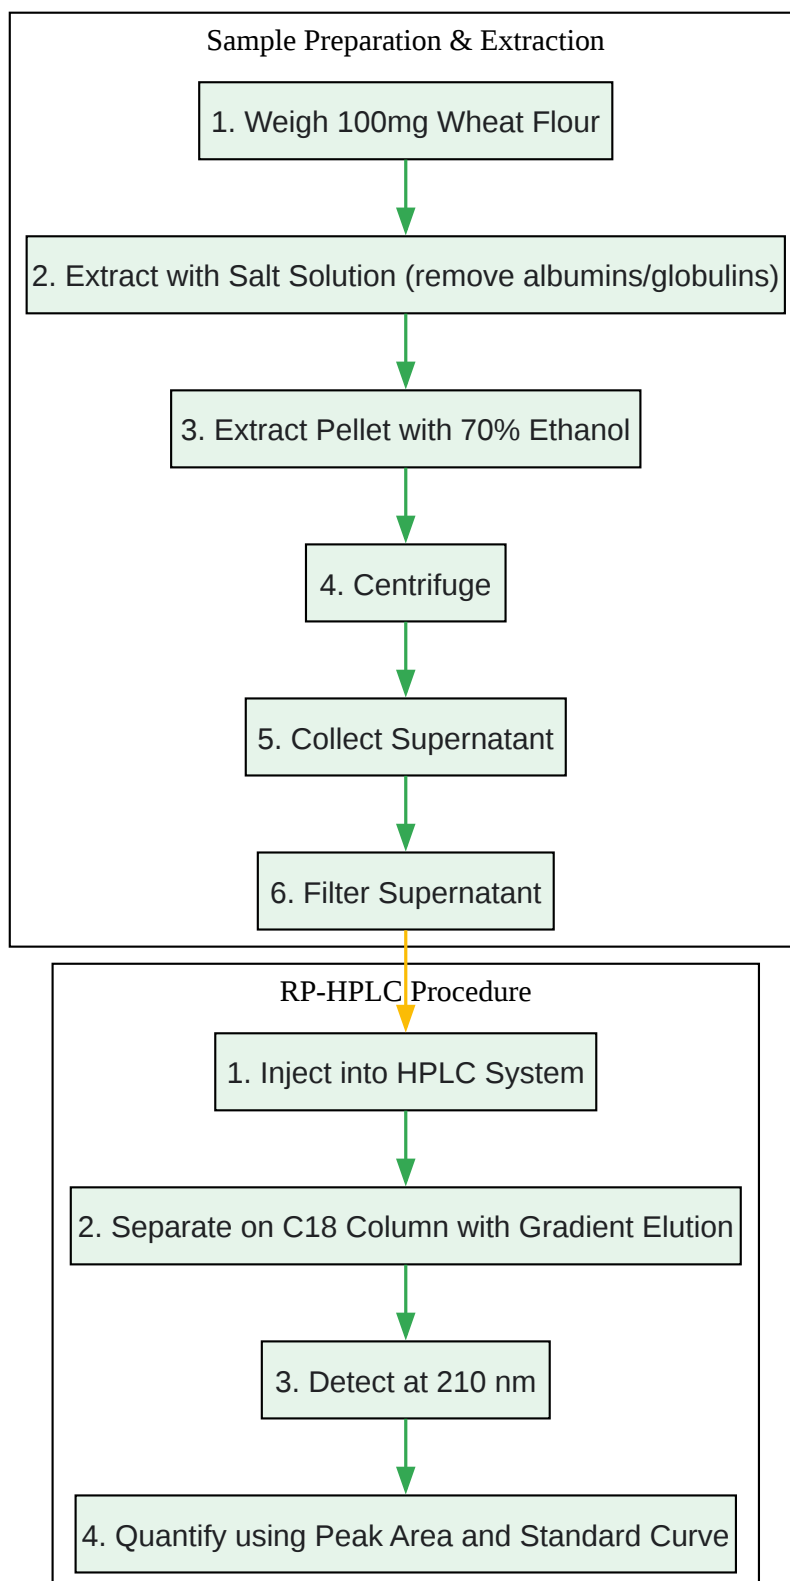 Sample Preparation & Extraction
1. Weigh 100mg Wheat Flour
2. Extract with Salt Solution (remove albumins/globulins)
3. Extract Pellet with 70% Ethanol
4. Centrifuge
5. Collect Supernatant
6. Filter Supernatant
RP-HPLC Procedure
1. Inject into HPLC System
2. Separate on C18 Column with Gradient Elution
3. Detect at 210 nm
4. Quantify using Peak Area and Standard Curve